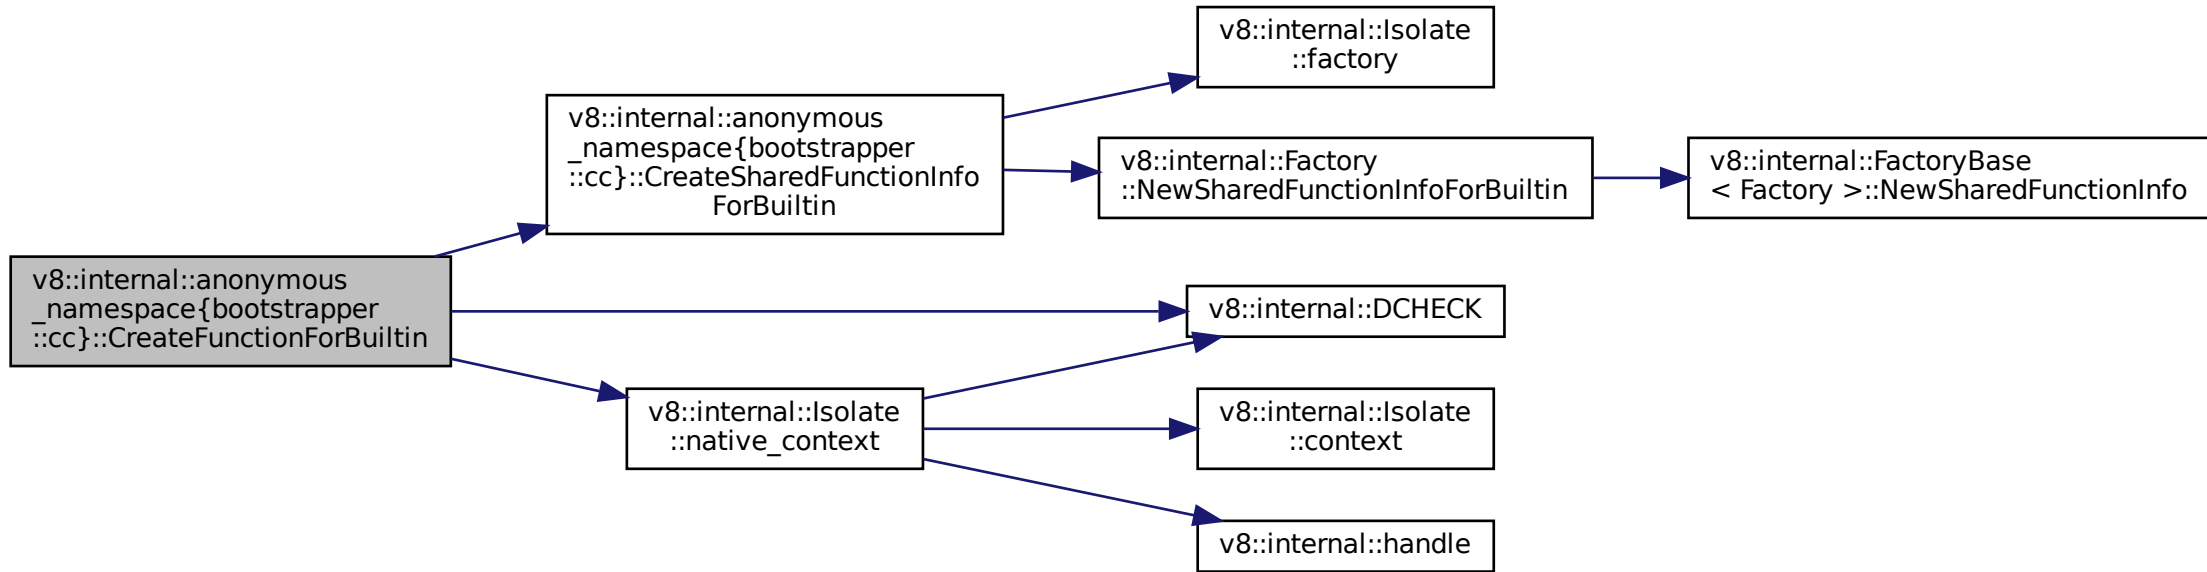 v8::internal::Isolate
::factory
v8::internal::anonymous
_namespace{bootstrapper
::cc}::CreateSharedFunctionInfo
ForBuiltin
v8::internal::Factory
::NewSharedFunctionInfoForBuiltin
v8::internal::FactoryBase
< Factory >::NewSharedFunctionInfo
v8::internal::anonymous
_namespace{bootstrapper
::cc}::CreateFunctionForBuiltin
v8::internal::DCHECK
v8::internal::Isolate
::native_context
v8::internal::Isolate
::context
v8::internal::handle